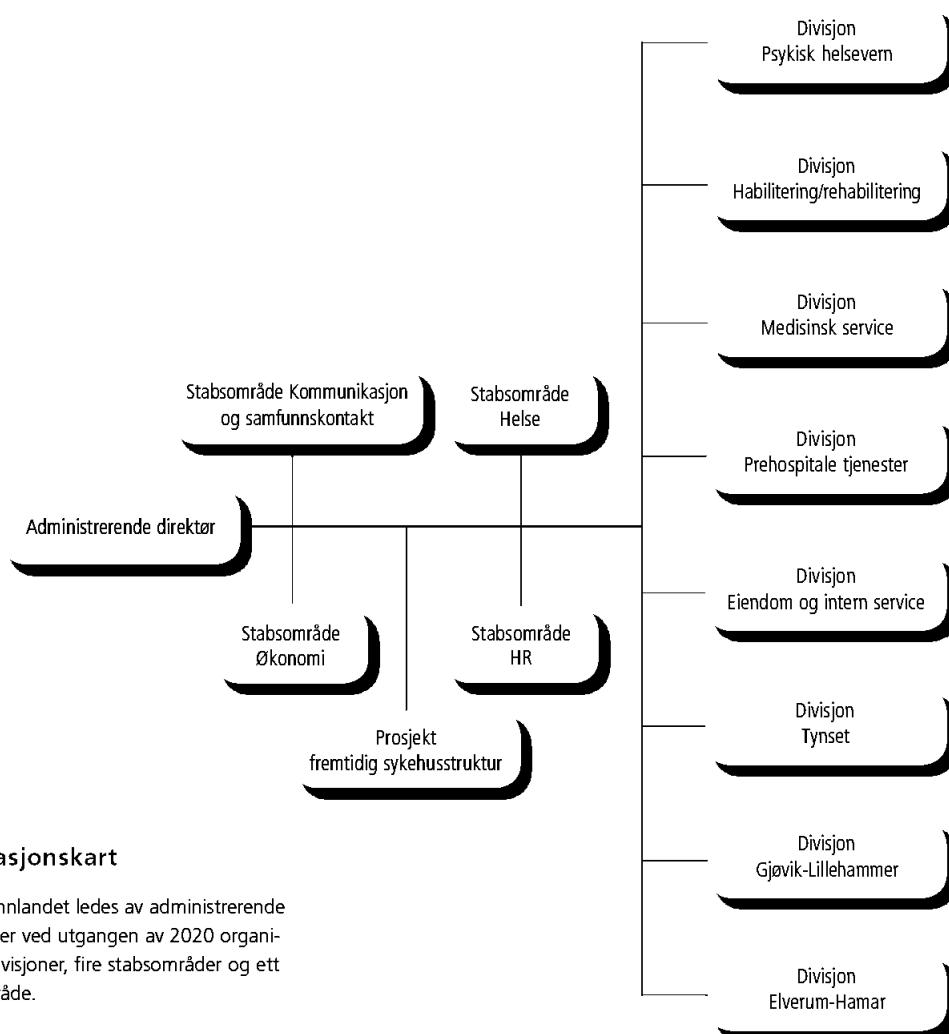 Divisjon
Psykisk helsevern
Divisjon
Habilitering/rehabilitering
Divisjon
Medisinsk service
Stabsområde Kommunikasjon
og samfunnskontakt
Stabsområde
Helse
Divisjon
Prehospitale tjenester
Administrerende direktør
Divisjon
Eiendom og intern service
Stabsområde
Økonomi
Stabsområde
HR
Prosjekt
fremtidig sykehusstruktur
Divisjon
Tynset
Divisjon
Gjøvik-Lillehammer
Divisjon
Elverum-Hamar
asjonskart
nnlandet ledes av administrerende
er ved utgangen av 2020 organi-
visjoner, fire stabsområder og ett
råde.